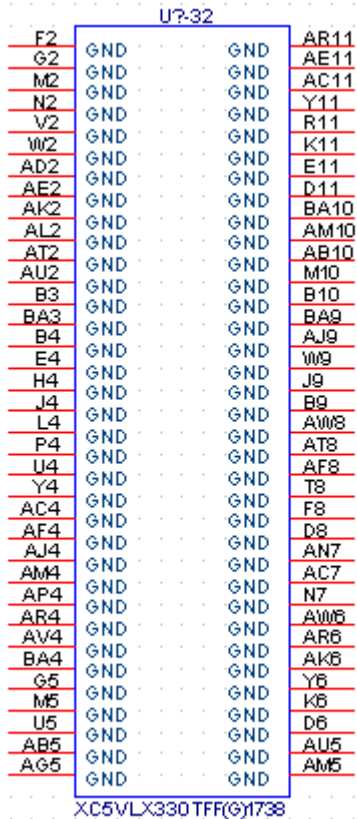 U?-32
F2 GND GND AR11
G2 GND GND AE11
M2 GND GND AC11
N2 GND GND Y11
V2 GND GND R11
W2 GND GND K11
AD2 GND GND E11
AE2 GND GND D11
AK2 GND GND BA10
AL2 GND GND AM10
AT2 GND GND AB10
AU2 GND GND M10
B3 GND GND B10
BA3 GND GND BA9
B4 GND GND AJ9
E4 GND GND W9
H4 GND GND J9
J4 GND GND B9
L4 GND GND AW8
P4 GND GND AT8
U4 GND GND AF8
Y4 GND GND T8
AC4 GND GND F8
AF4 GND GND D8
AJ4 GND GND AN7
AM4 GND GND AC7
AP4 GND GND N7
AR4 GND GND AW6
AV4 GND GND AR6
BA4 GND GND AK6
G5 GND GND Y6
M5 GND GND K6
U5 GND GND D6
AB5 GND GND AU5
AG5 GND GND AM5
XC5VLX330TFF(G)1738